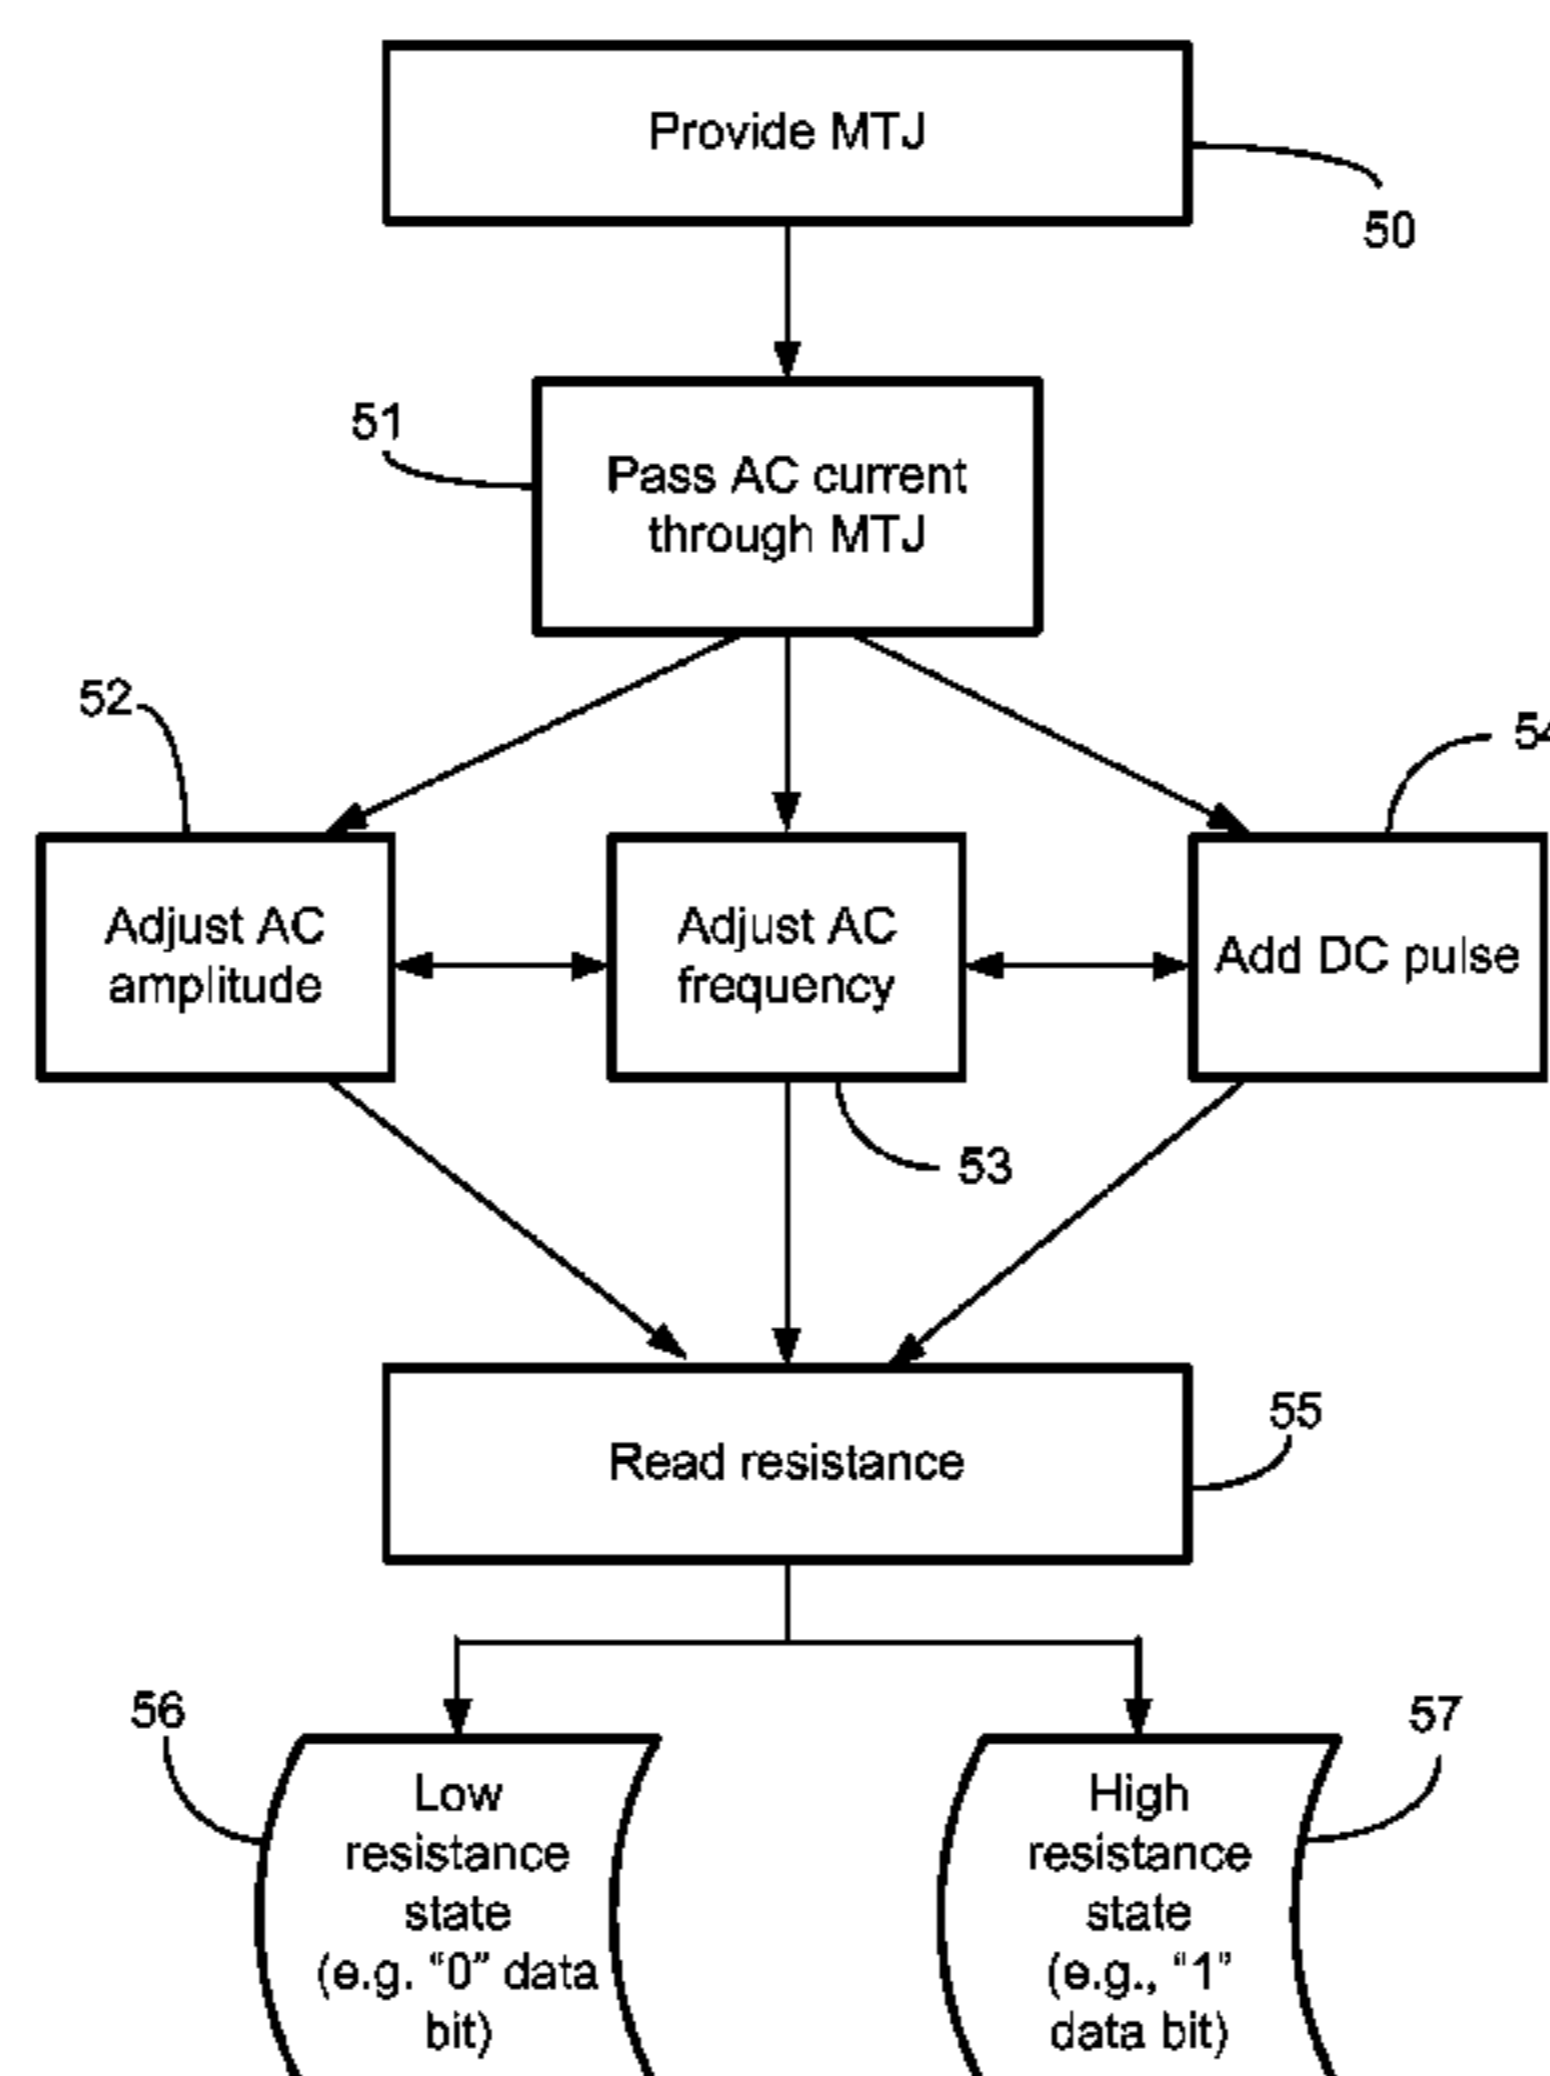 Provide MTJ
50
51
Pass AC current
through MTJ
52
54
Adjust AC
amplitude
Adjust AC
frequency
Add DC pulse
53
Read resistance
55
56
57
Low
resistance
state
(e.g. “0” data
bit)
High
resistance
state
(e.g., “1”
data bit)